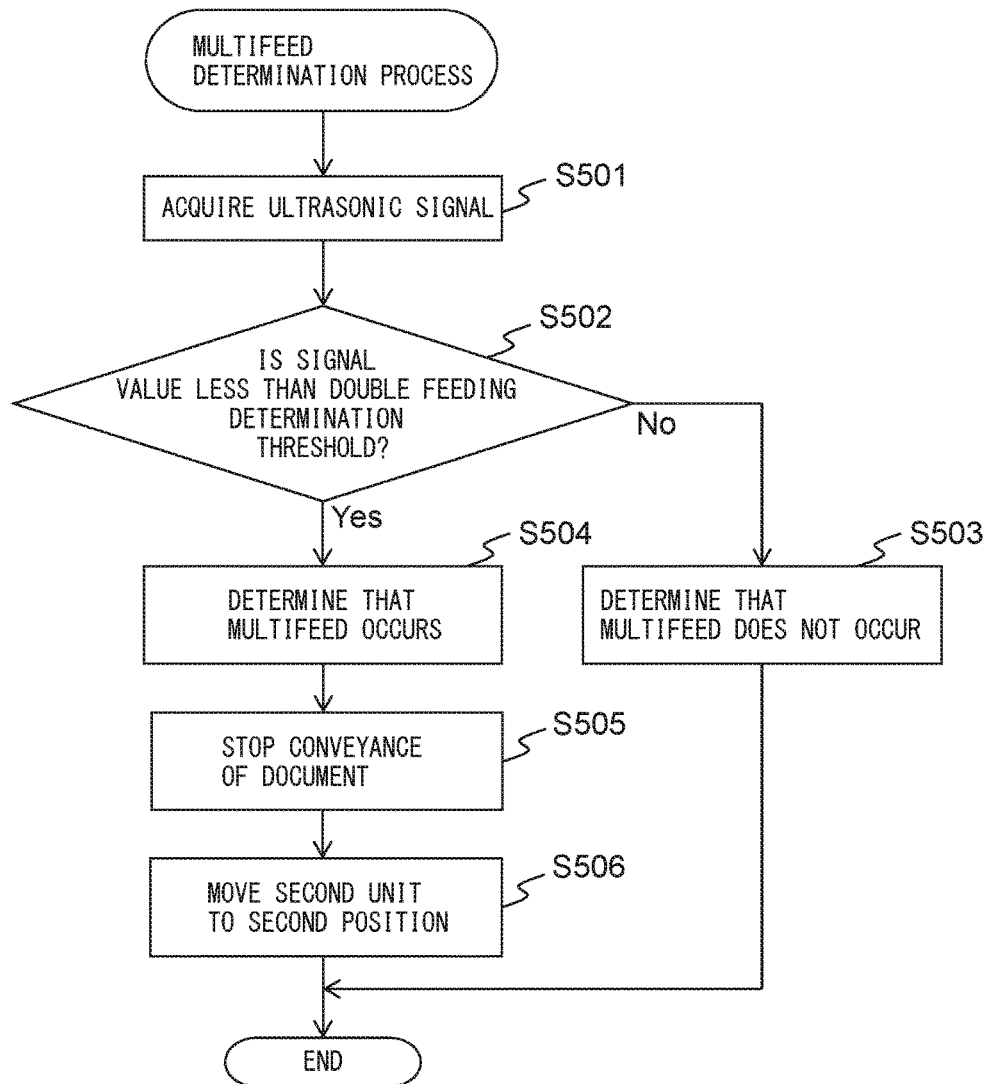 MULTIFEED
DETERMINATION PROCESS
S501
ACQUIRE ULTRASONIC SIGNAL
S502
IS SIGNAL
VALUE LESS THAN DOUBLE FEEDING
DETERMINATION
THRESHOLD?
No
Yes
S504
S503
DETERMINE THAT
MULTIFEED OCCURS
DETERMINE THAT
MULTIFEED DOES NOT OCCUR
S505
STOP CONVEYANCE
OF DOCUMENT
S506
MOVE SECOND UNIT
TO SECOND POSITION
END